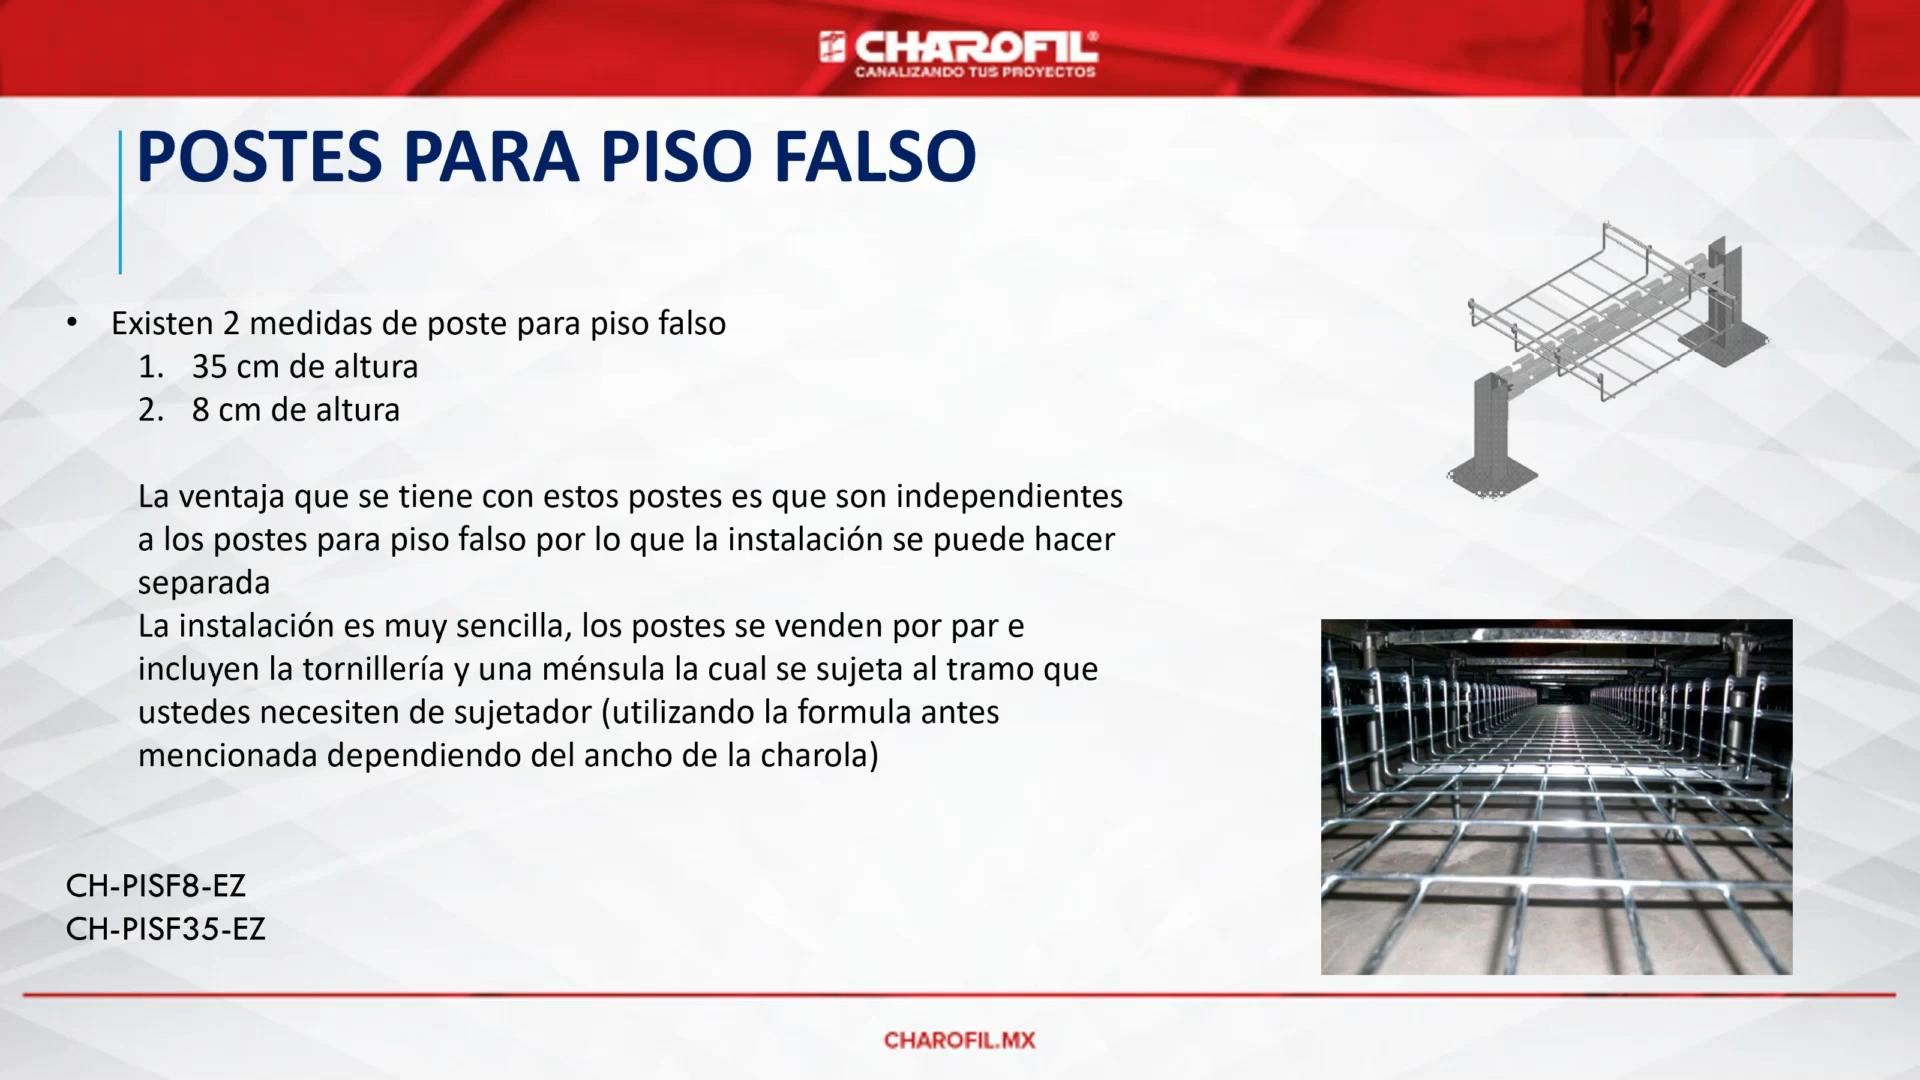 CHAROFIL®
CANALIZANDO TUS PROYECTOS
POSTES PARA PISO FALSO
• Existen 2 medidas de poste para piso falso
1. 35 cm de altura
2. 8 cm de altura
La ventaja que se tiene con estos postes es que son independientes
a los postes para piso falso por lo que la instalación se puede hacer
separada
La instalación es muy sencilla, los postes se venden por par e
incluyen la tornillería y una ménsula la cual se sujeta al tramo que
ustedes necesiten de sujetador (utilizando la formula antes
mencionada dependiendo del ancho de la charola)
CH-PISF8-EZ
CH-PISF35-EZ
CHAROFIL.MX